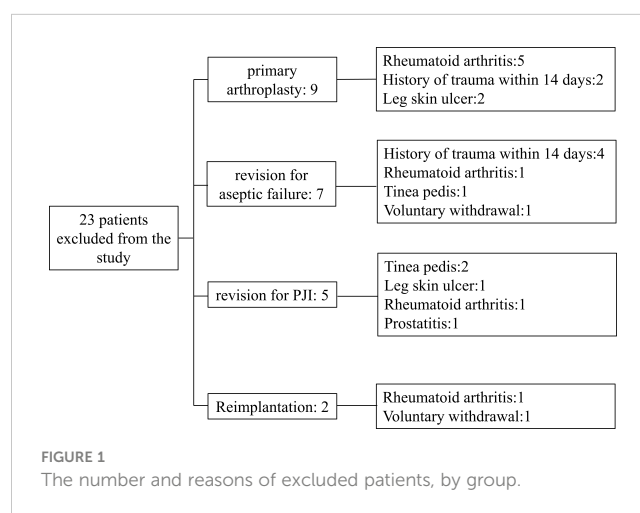 23 patients
excluded from the
study
primary
arthroplasty: 9
Rheumatoid arthritis:5
History of trauma within 14 days:2
Leg skin ulcer:2
revision for
aseptic failure: 7
History of trauma within 14 days:4
Rheumatoid arthritis:1
Tinea pedis:1
Voluntary withdrawal:1
revision for PJI: 5
Tinea pedis:2
Leg skin ulcer:1
Rheumatoid arthritis:1
Prostatitis:1
Reimplantation: 2
Rheumatoid arthritis:1
Voluntary withdrawal:1
FIGURE 1
The number and reasons of excluded patients, by group.